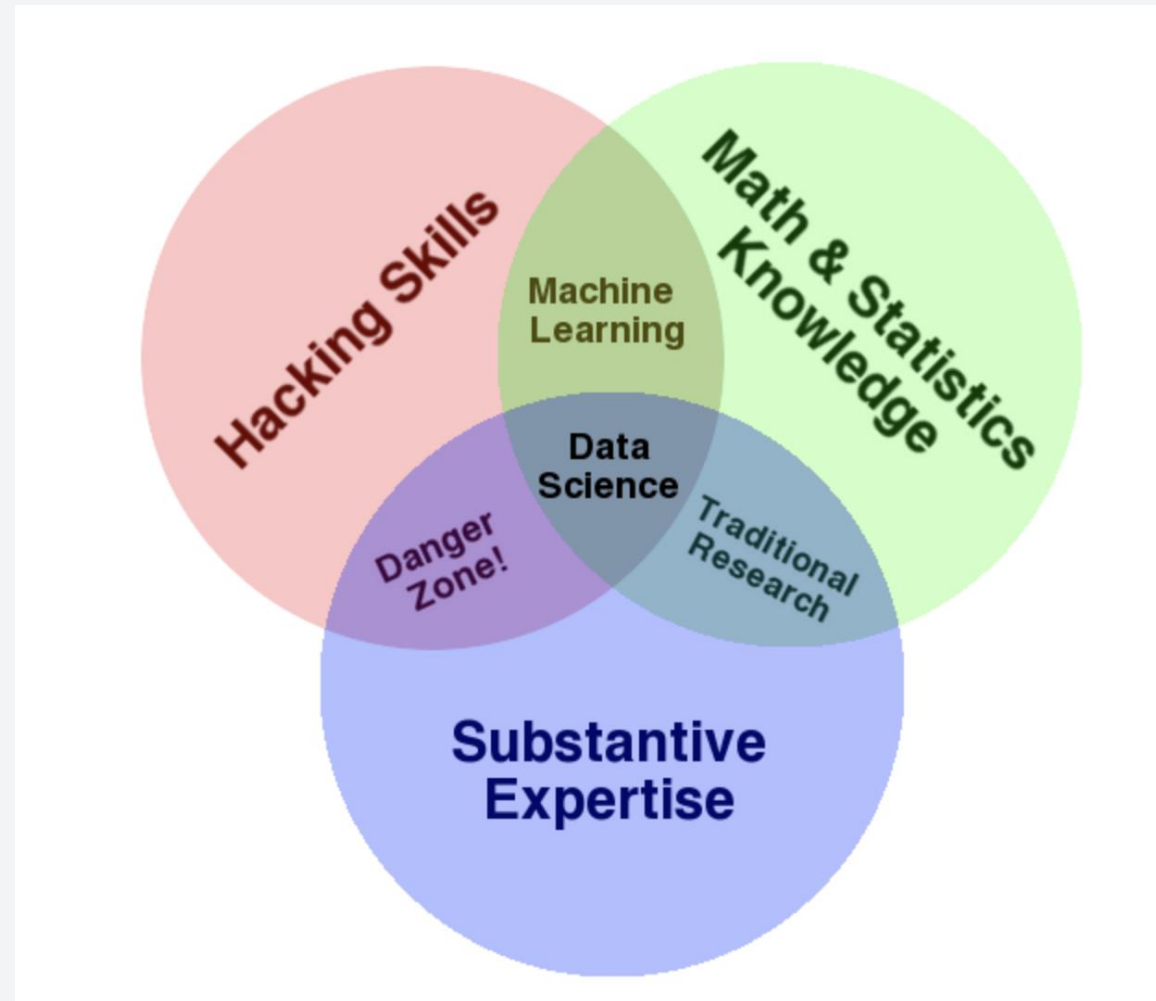 Hacking Skills
Math & Statistics
Knowledge
Machine
Learning
Data
Science
Danger
Zone!
Traditional
Research
Substantive
Expertise